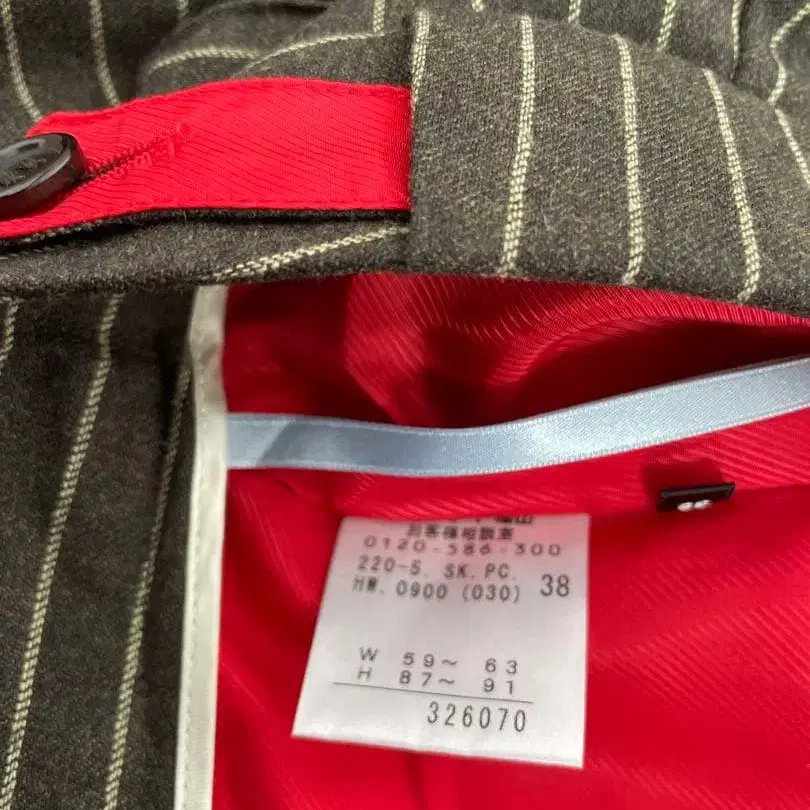 お客様相談室
0120-586-300
220-5. SK. PC. 38
HW. 0900 (030)
W 59～ 63
H 87～ 91
326070